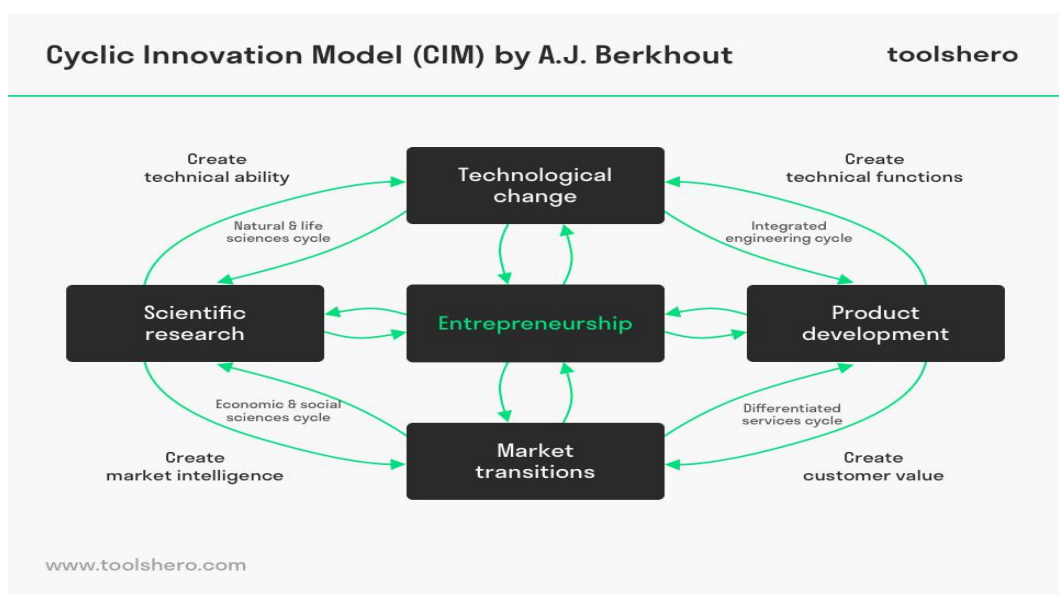 Cyclic Innovation Model (CIM) by A.J. Berkhout
toolshero
Create
technical ability
Technological
change
Create
technical functions
Natural & life
sciences cycle
Integrated
engineering cycle
Scientific
research
Entrepreneurship
Product
development
Economic & social
sciences cycle
Differentiated
services cycle
Create
market intelligence
Market
transitions
Create
customer value
www.toolshero.com